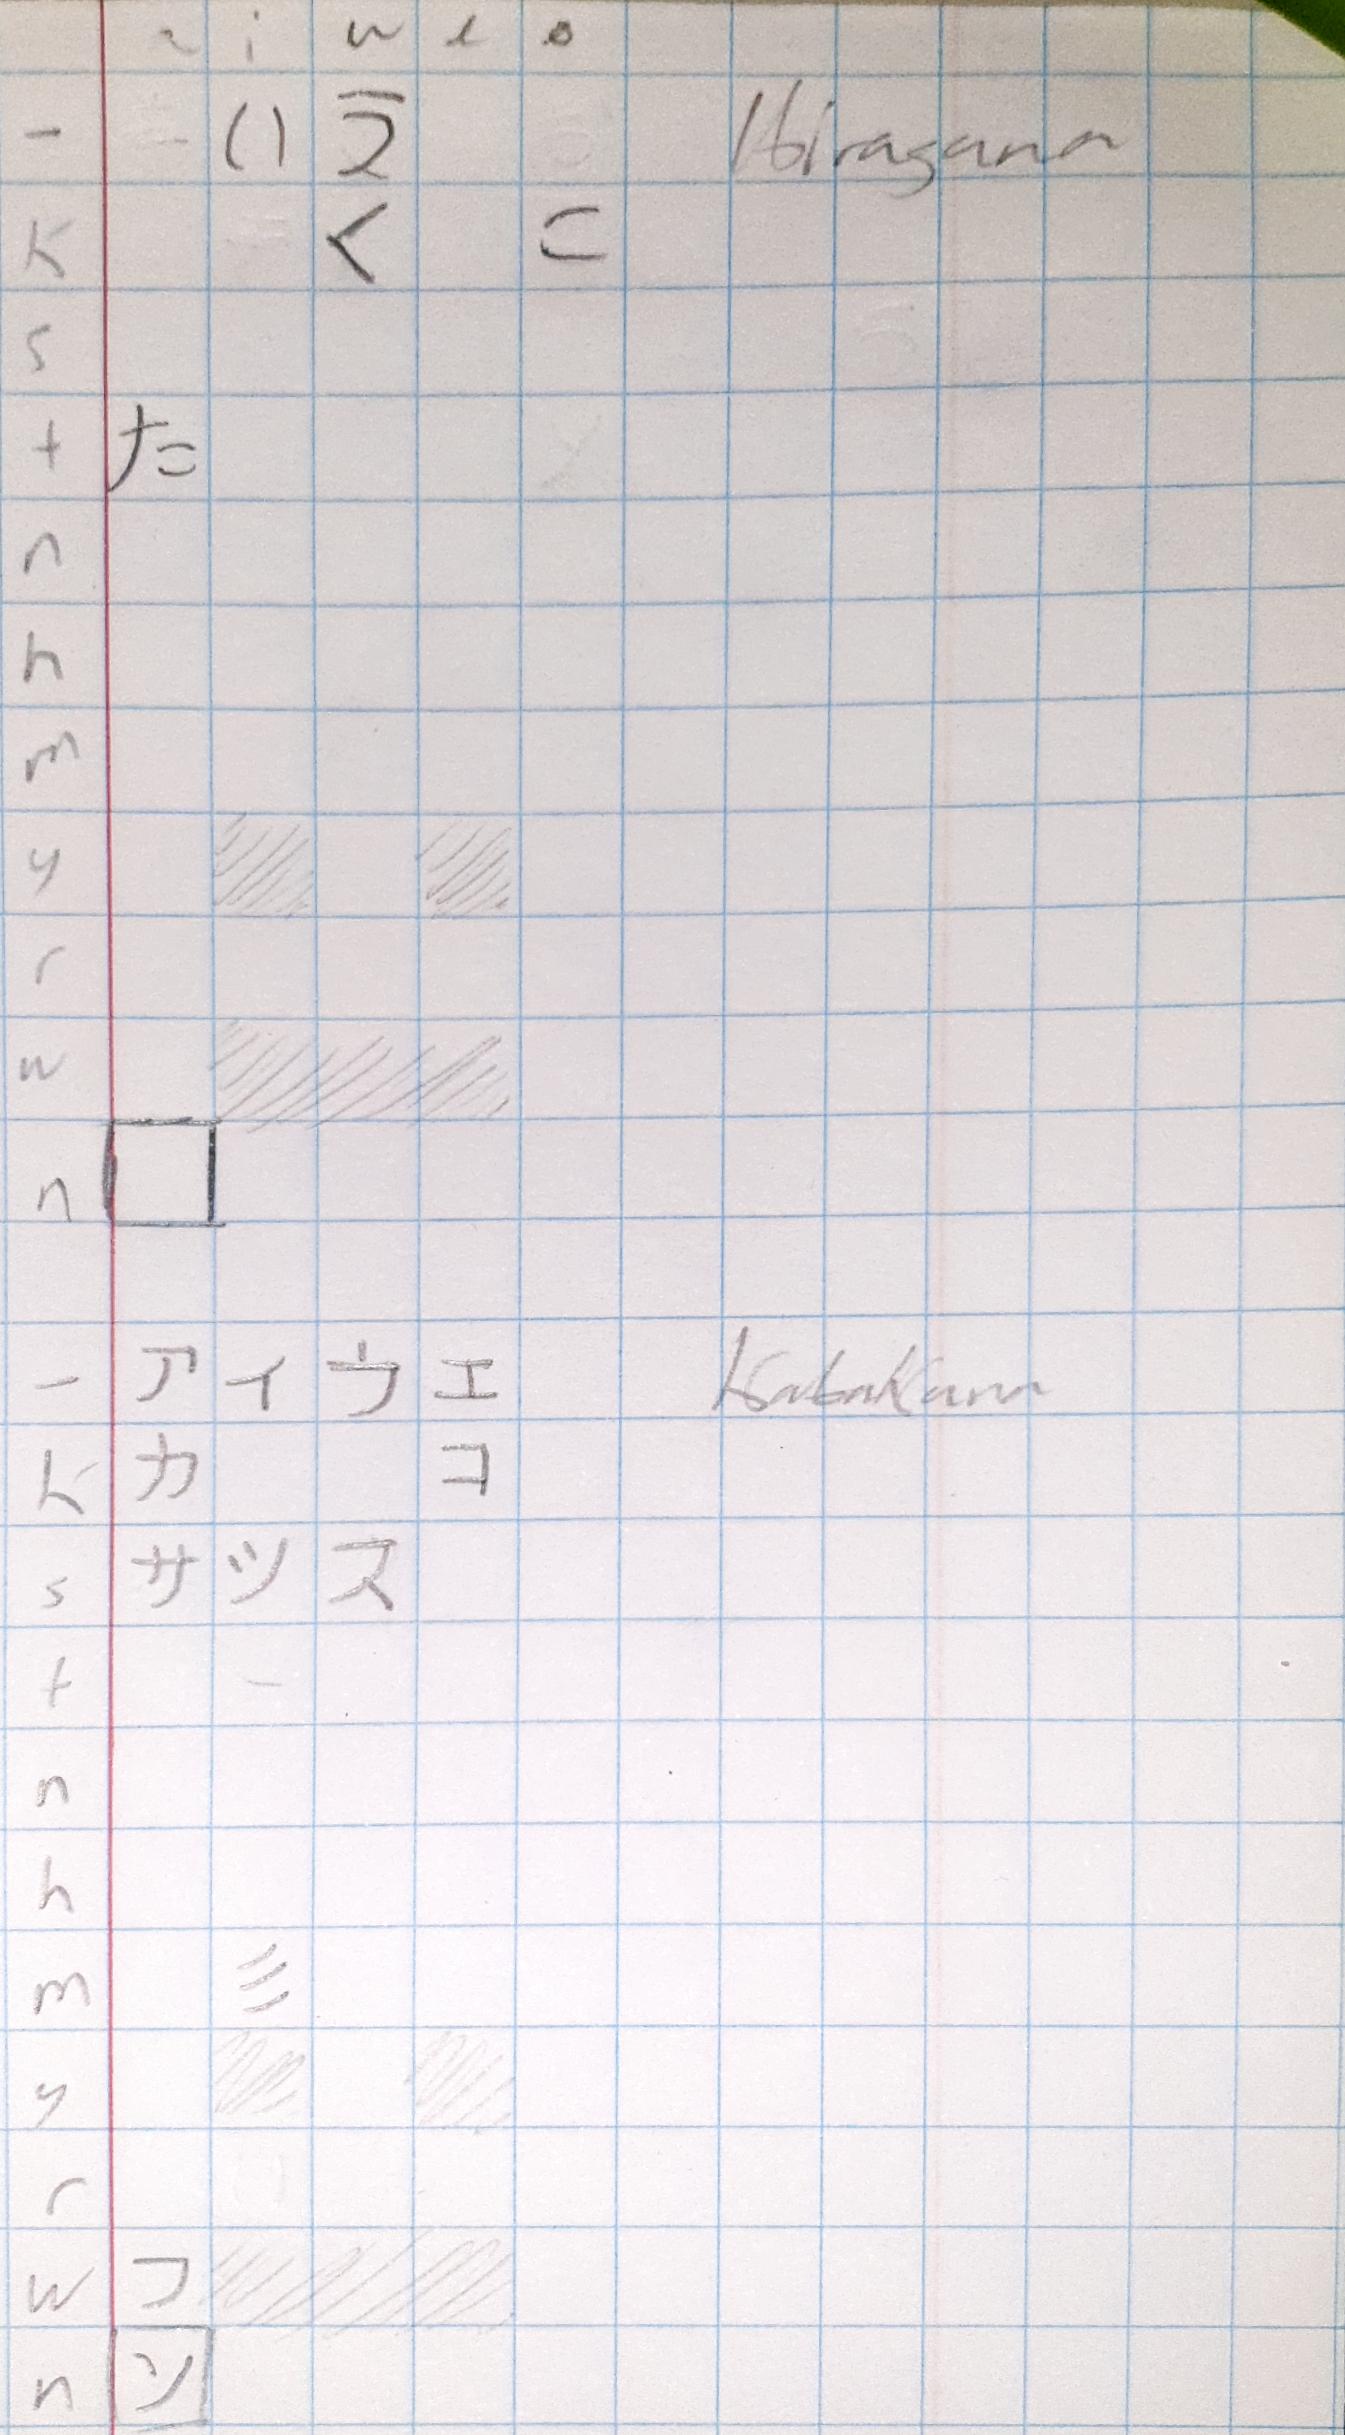 a i u e o
- い う Hiragana
k く こ
s
t た
n
h
m
y
r
w
n
- ア イ ウ エ Katakana
k カ コ
s サ ツ ス
t
n
h
m ミ
y
r
w フ
n ソ